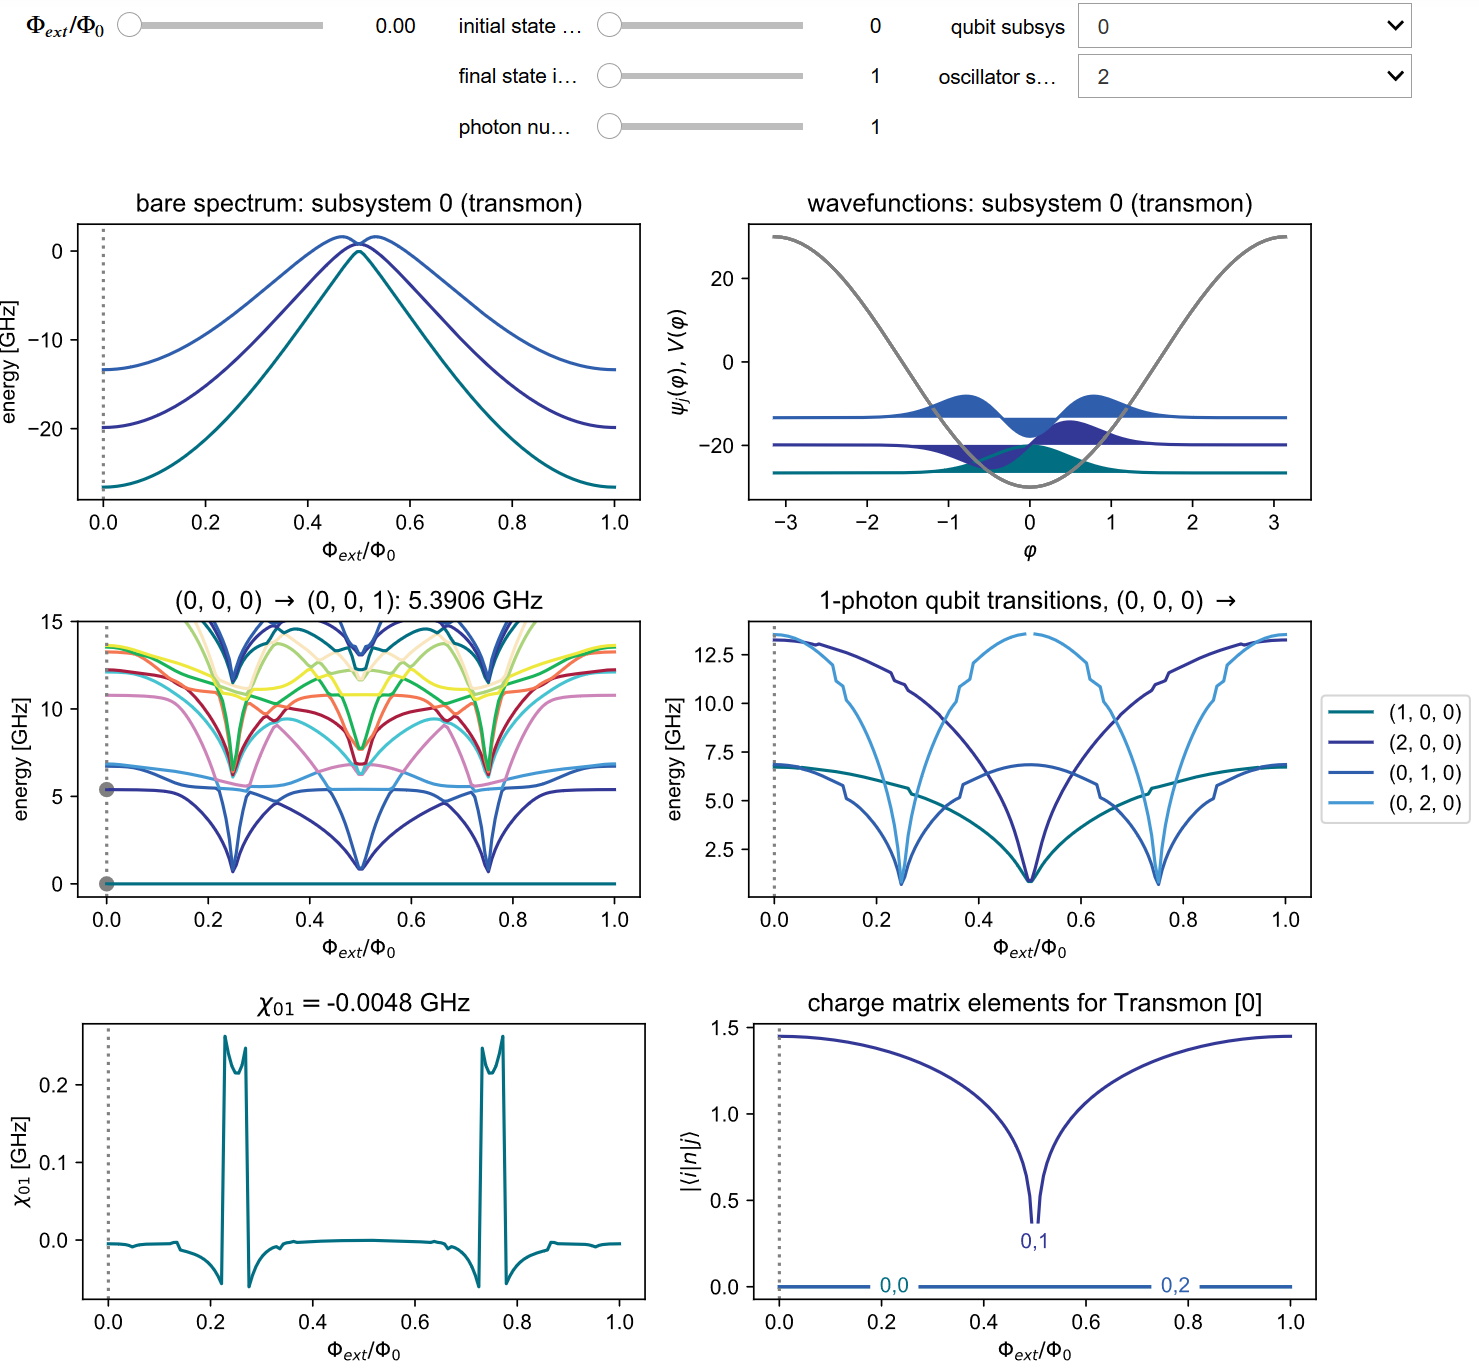 Φext/Φ0 0.00 initial state ... 0 qubit subsys 0
final state i... 1 oscillator s... 2
photon nu... 1
bare spectrum: subsystem 0 (transmon)
energy [GHz]
0
−10
−20
0.0 0.2 0.4 0.6 0.8 1.0
Φext/Φ0
wavefunctions: subsystem 0 (transmon)
ψj(φ), V(φ)
20
0
−20
−3 −2 −1 0 1 2 3
φ
(0, 0, 0) → (0, 0, 1): 5.3906 GHz
energy [GHz]
15
10
5
0
0.0 0.2 0.4 0.6 0.8 1.0
Φext/Φ0
1-photon qubit transitions, (0, 0, 0) →
energy [GHz]
12.5
10.0
7.5
5.0
2.5
0.0 0.2 0.4 0.6 0.8 1.0
Φext/Φ0
(1, 0, 0)
(2, 0, 0)
(0, 1, 0)
(0, 2, 0)
χ01 = -0.0048 GHz
χ01 [GHz]
0.2
0.1
0.0
0.0 0.2 0.4 0.6 0.8 1.0
Φext/Φ0
charge matrix elements for Transmon [0]
|⟨i|n|j⟩|
1.5
1.0
0.5
0.0
0,1
0,0 0,2
0.0 0.2 0.4 0.6 0.8 1.0
Φext/Φ0